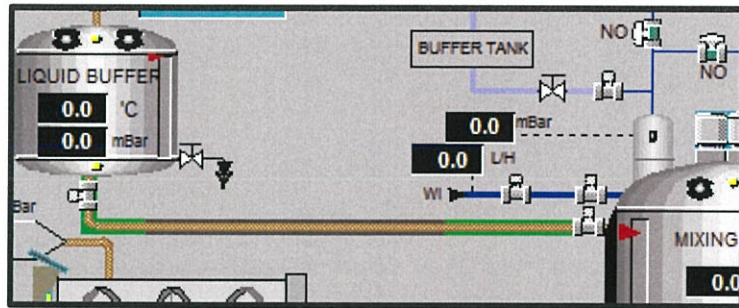 NO
BUFFER TANK
NO
LIQUID BUFFER
0.0 °C
0.0 mBar
0.0 mBar
0.0 L/H
WI
Bar
MIXING
0.0